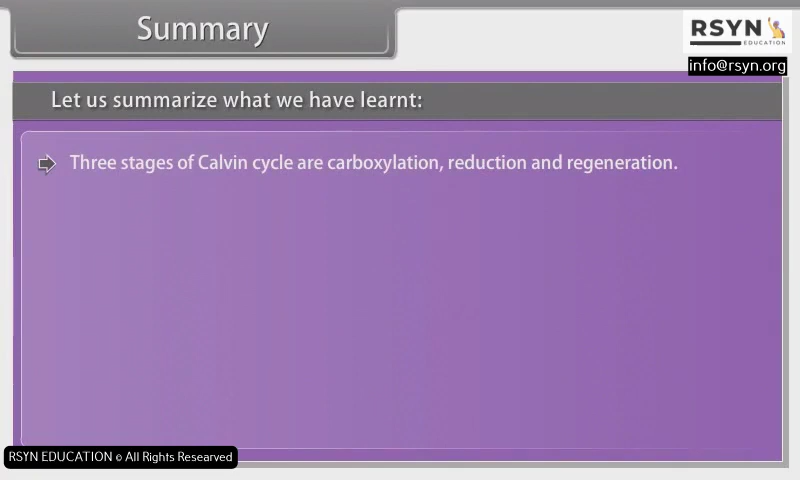 Summary
RSYN
EDUCATION
info@rsyn.org
Let us summarize what we have learnt:
Three stages of Calvin cycle are carboxylation, reduction and regeneration.
RSYN EDUCATION © All Rights Researved